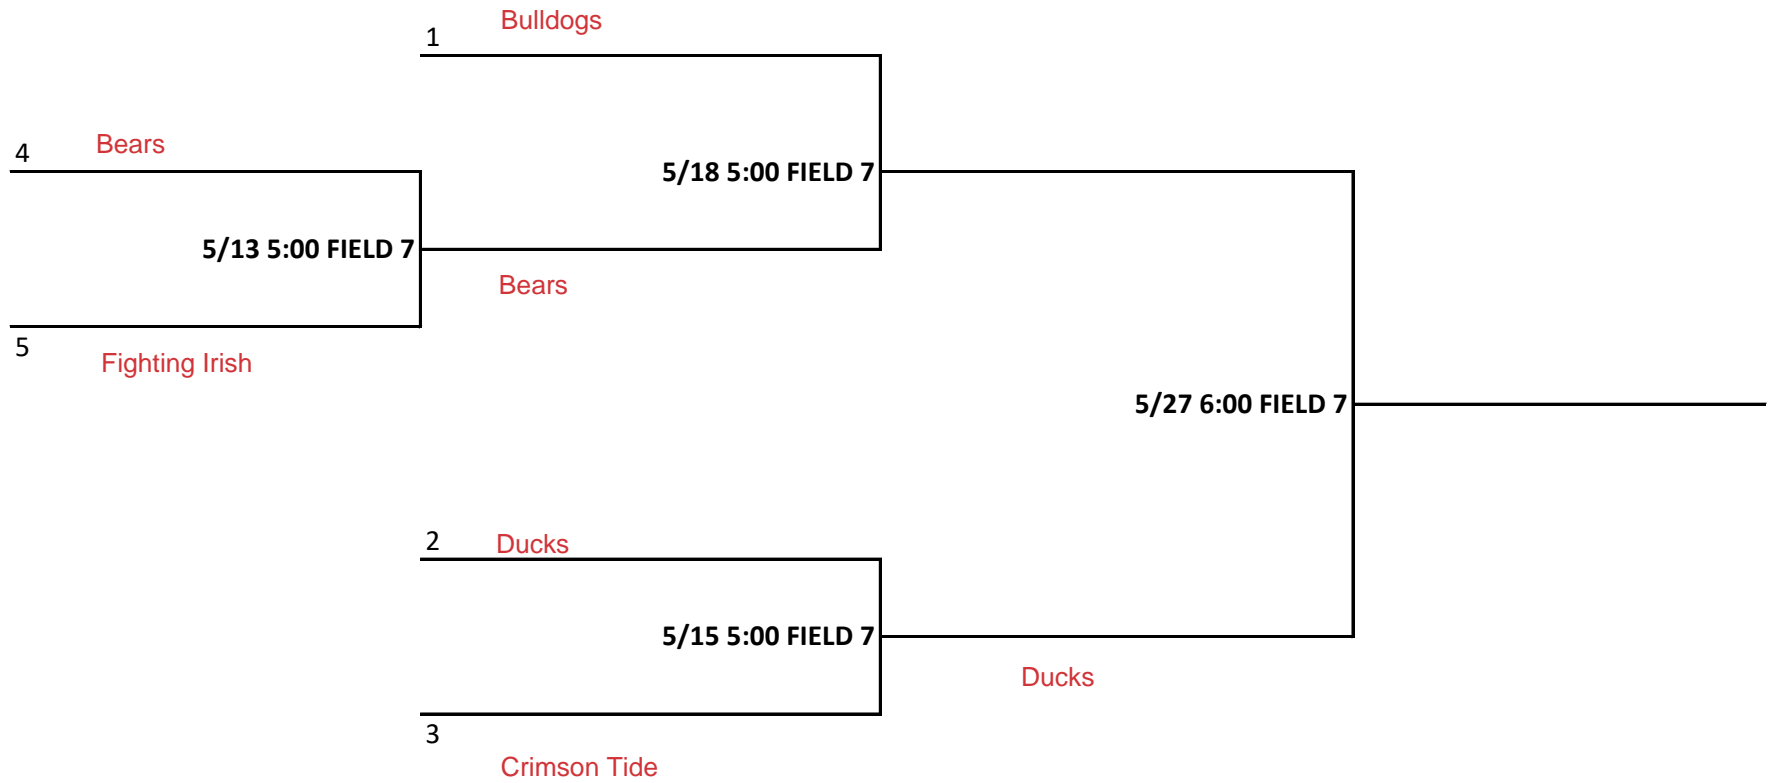 Bulldogs
1
Bears
4
5/18 5:00 FIELD 7
5/13 5:00 FIELD 7
Bears
5
Fighting Irish
5/27 6:00 FIELD 7
2
Ducks
5/15 5:00 FIELD 7
Ducks
3
Crimson Tide